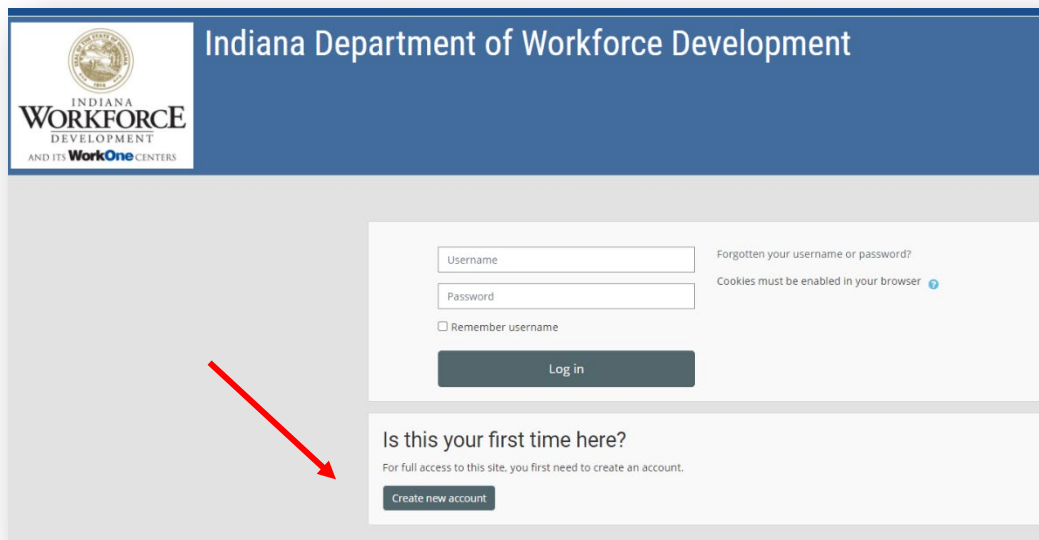 Indiana Department of Workforce Development
INDIANA
WORKFORCE
DEVELOPMENT
AND ITS WorkOne CENTERS
Username
Forgotten your username or password?
Password
Cookies must be enabled in your browser
Remember username
Log in
Is this your first time here?
For full access to this site, you first need to create an account.
Create new account